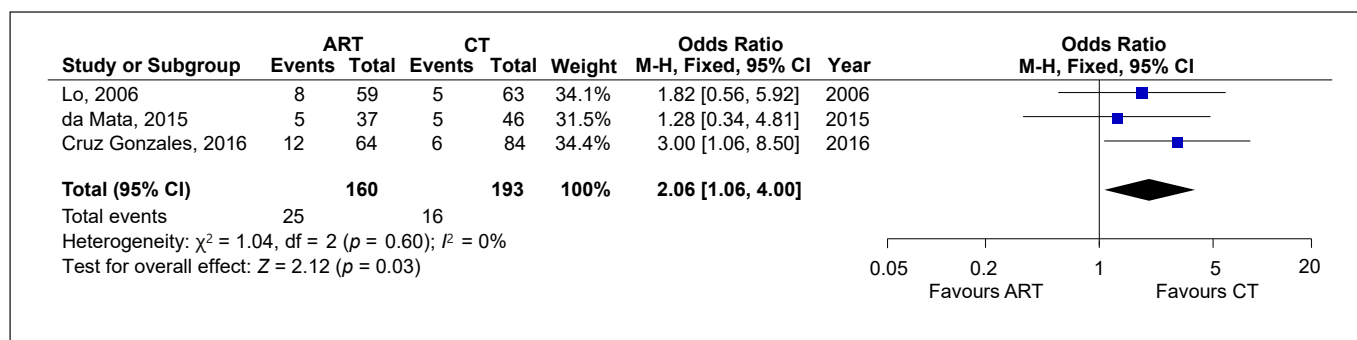 ART CT Odds Ratio Odds Ratio
Study or Subgroup Events Total Events Total Weight M-H, Fixed, 95% CI Year M-H, Fixed, 95% CI
Lo, 2006 8 59 5 63 34.1% 1.82 [0.56, 5.92] 2006
da Mata, 2015 5 37 5 46 31.5% 1.28 [0.34, 4.81] 2015
Cruz Gonzales, 2016 12 64 6 84 34.4% 3.00 [1.06, 8.50] 2016
Total (95% CI) 160 193 100% 2.06 [1.06, 4.00]
Total events 25 16
Heterogeneity: χ² = 1.04, df = 2 (p = 0.60); I² = 0%
Test for overall effect: Z = 2.12 (p = 0.03)
0.05 0.2 1 5 20
Favours ART Favours CT